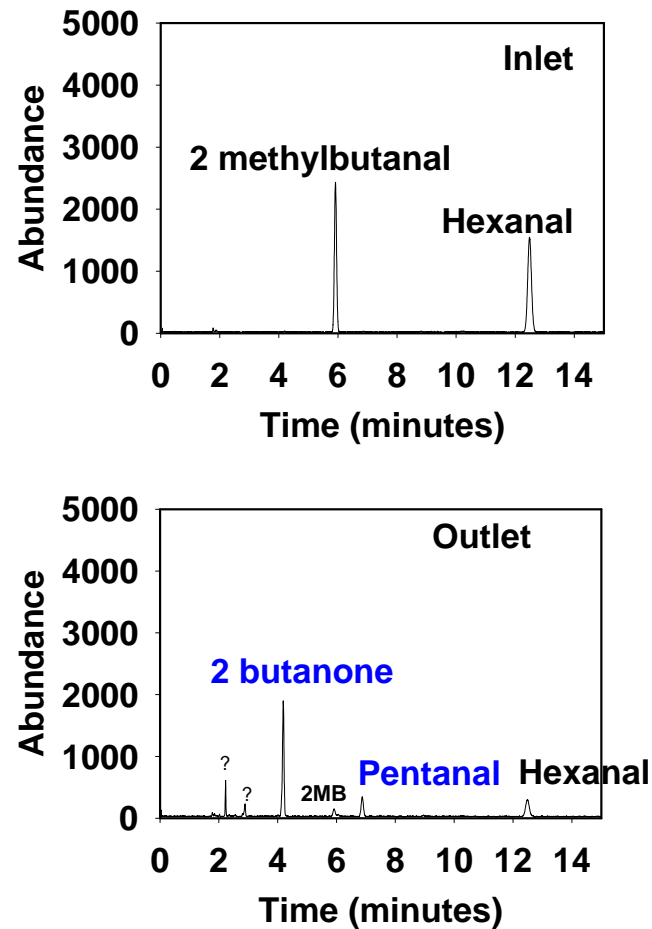 5000
Inlet
4000
3000
2 methylbutanal
2000
Hexanal
1000
0
Abundance
0 2 4 6 8 10 12 14
Time (minutes)
5000
Outlet
4000
3000
2 butanone
2000
1000
?
?
2MB
Pentanal
Hexanal
0
Abundance
0 2 4 6 8 10 12 14
Time (minutes)